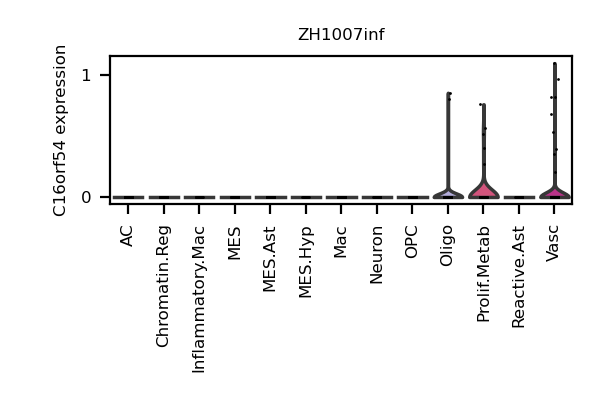 ZH1007inf
C16orf54 expression
1
0
AC
Chromatin.Reg
Inflammatory.Mac
MES
MES.Ast
MES.Hyp
Mac
Neuron
OPC
Oligo
Prolif.Metab
Reactive.Ast
Vasc